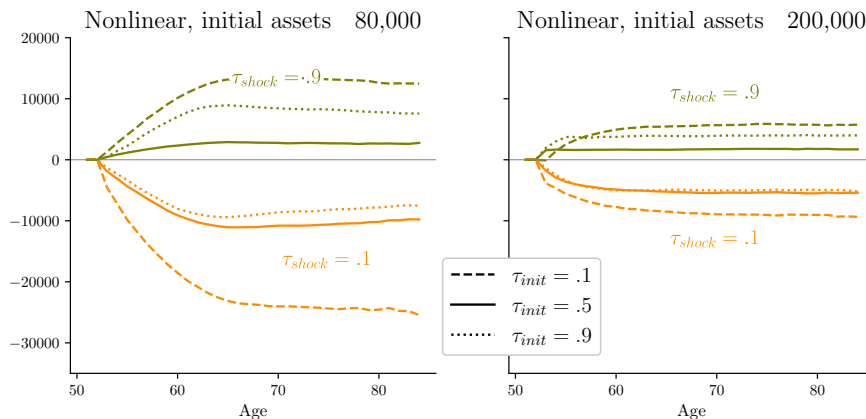 Nonlinear, initial assets 80,000
20000
10000
0
−10000
−20000
−30000
τshock = .9
τshock = .1
50 60 70 80
Age
Nonlinear, initial assets 200,000
τshock = .9
τshock = .1
50 60 70 80
Age
τinit = .1
τinit = .5
τinit = .9